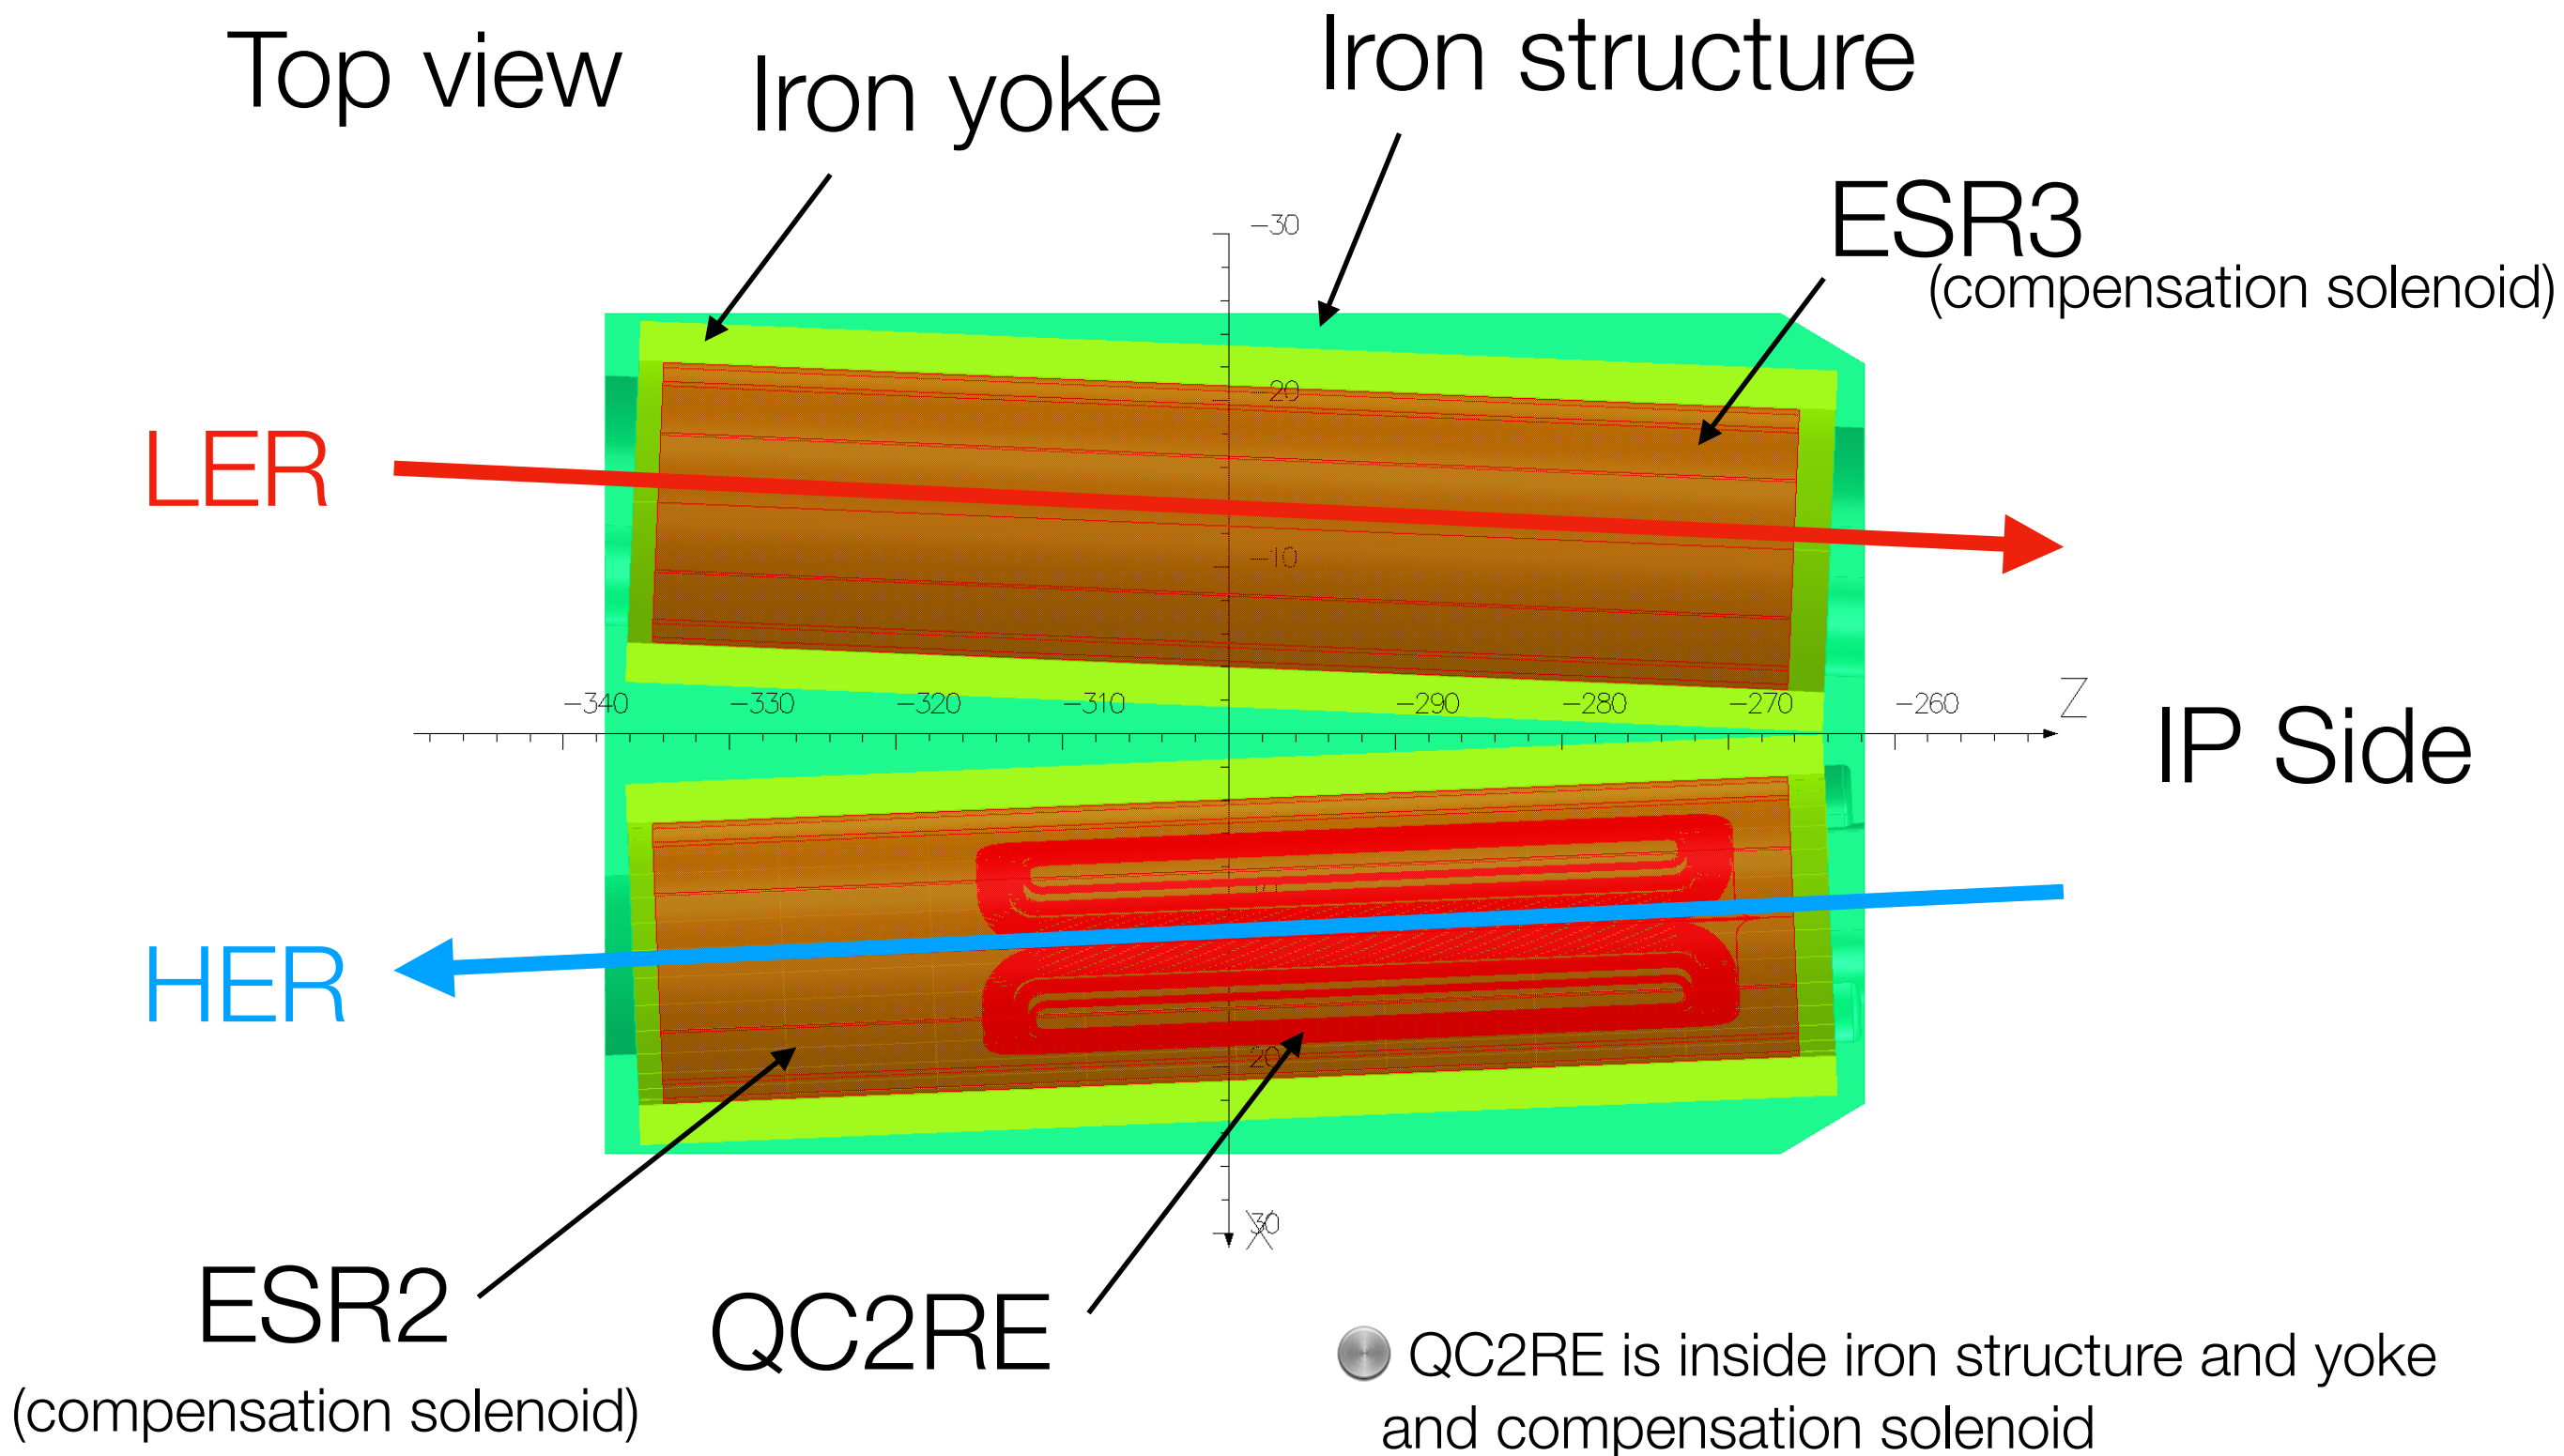 Top view
Iron yoke
Iron structure
ESR3
(compensation solenoid)
-30
-20
LER
-10
-340
-330
-320
-310
-290
-280
-270
-260
Z
IP Side
10
HER
20
30
X
ESR2
(compensation solenoid)
QC2RE
QC2RE is inside iron structure and yoke
and compensation solenoid